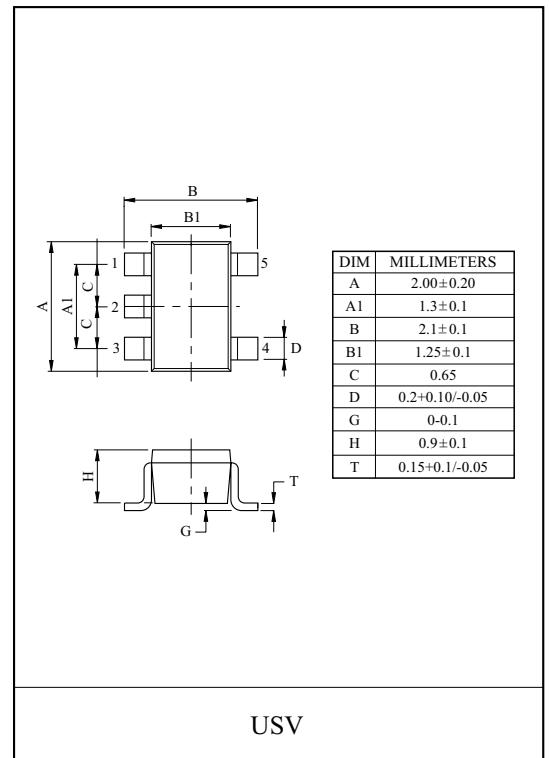 B
B1
1
5
A
A1
C
2
C
3
4
D
H
T
G
DIM MILLIMETERS
A 2.00±0.20
A1 1.3±0.1
B 2.1±0.1
B1 1.25±0.1
C 0.65
D 0.2+0.10/-0.05
G 0-0.1
H 0.9±0.1
T 0.15+0.1/-0.05
USV